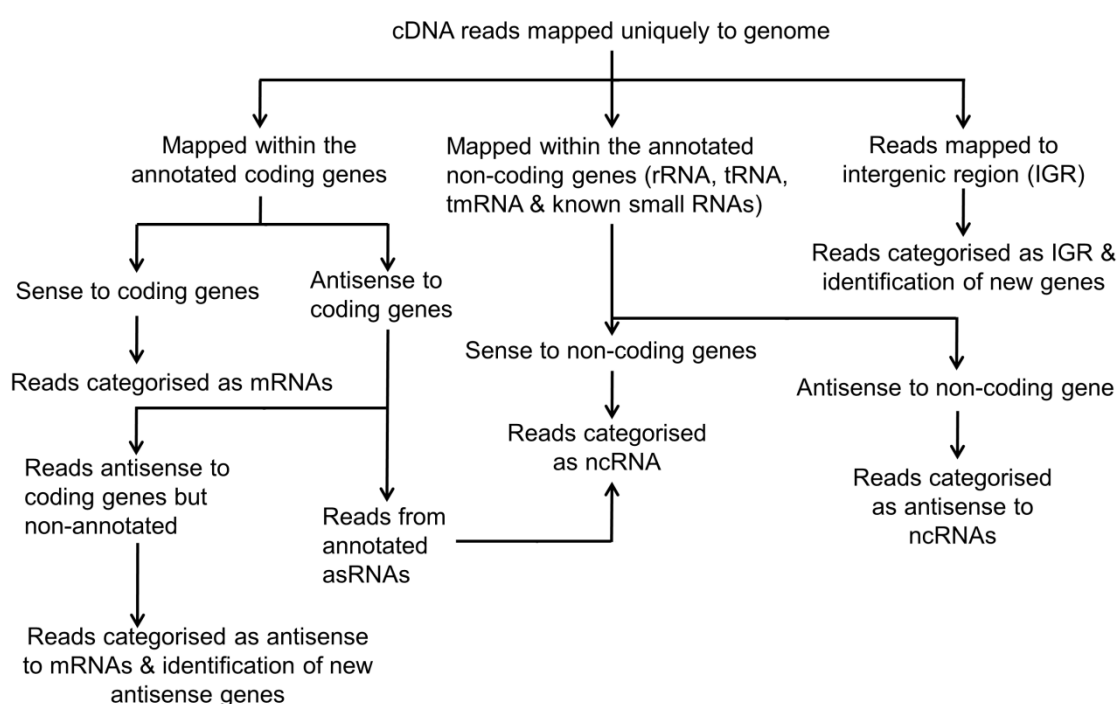 cDNA reads mapped uniquely to genome
Mapped within the
annotated coding genes
Mapped within the annotated
non-coding genes (rRNA, tRNA,
tmRNA & known small RNAs)
Reads mapped to
intergenic region (IGR)
Reads categorised as IGR &
identification of new genes
Sense to coding genes
Antisense to
coding genes
Sense to non-coding genes
Reads categorised as mRNAs
Antisense to non-coding gene
Reads categorised
as ncRNA
Reads antisense to
coding genes but
non-annotated
Reads from
annotated
asRNAs
Reads categorised
as antisense to
ncRNAs
Reads categorised as antisense
to mRNAs & identification of new
antisense genes